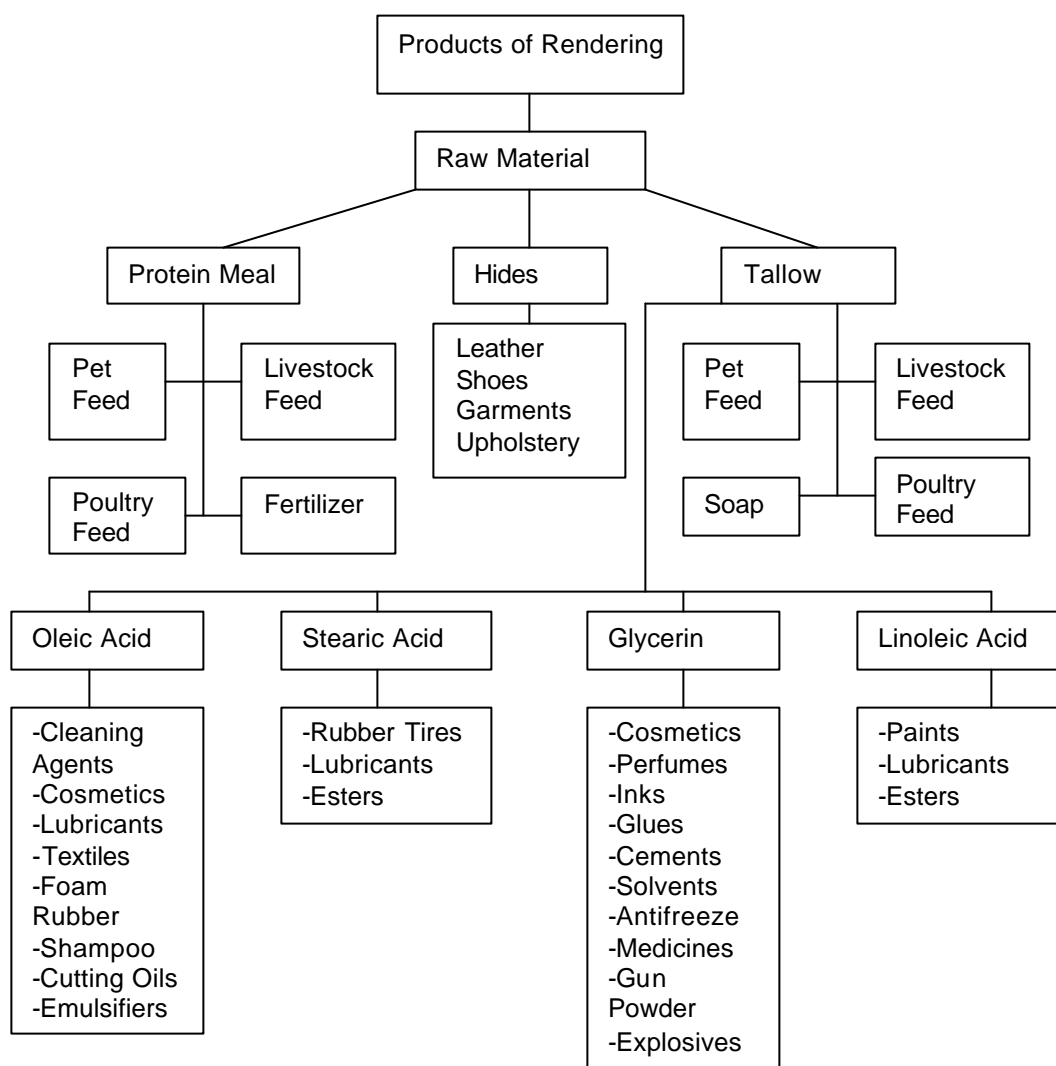 Products of Rendering
Raw Material
Protein Meal
Hides
Tallow
Pet
Feed
Livestock
Feed
Leather
Shoes
Garments
Upholstery
Pet
Feed
Livestock
Feed
Poultry
Feed
Fertilizer
Soap
Poultry
Feed
Oleic Acid
Stearic Acid
Glycerin
Linoleic Acid
-Cleaning
Agents
-Cosmetics
-Lubricants
-Textiles
-Foam
Rubber
-Shampoo
-Cutting Oils
-Emulsifiers
-Rubber Tires
-Lubricants
-Esters
-Cosmetics
-Perfumes
-Inks
-Glues
-Cements
-Solvents
-Antifreeze
-Medicines
-Gun
Powder
-Explosives
-Paints
-Lubricants
-Esters